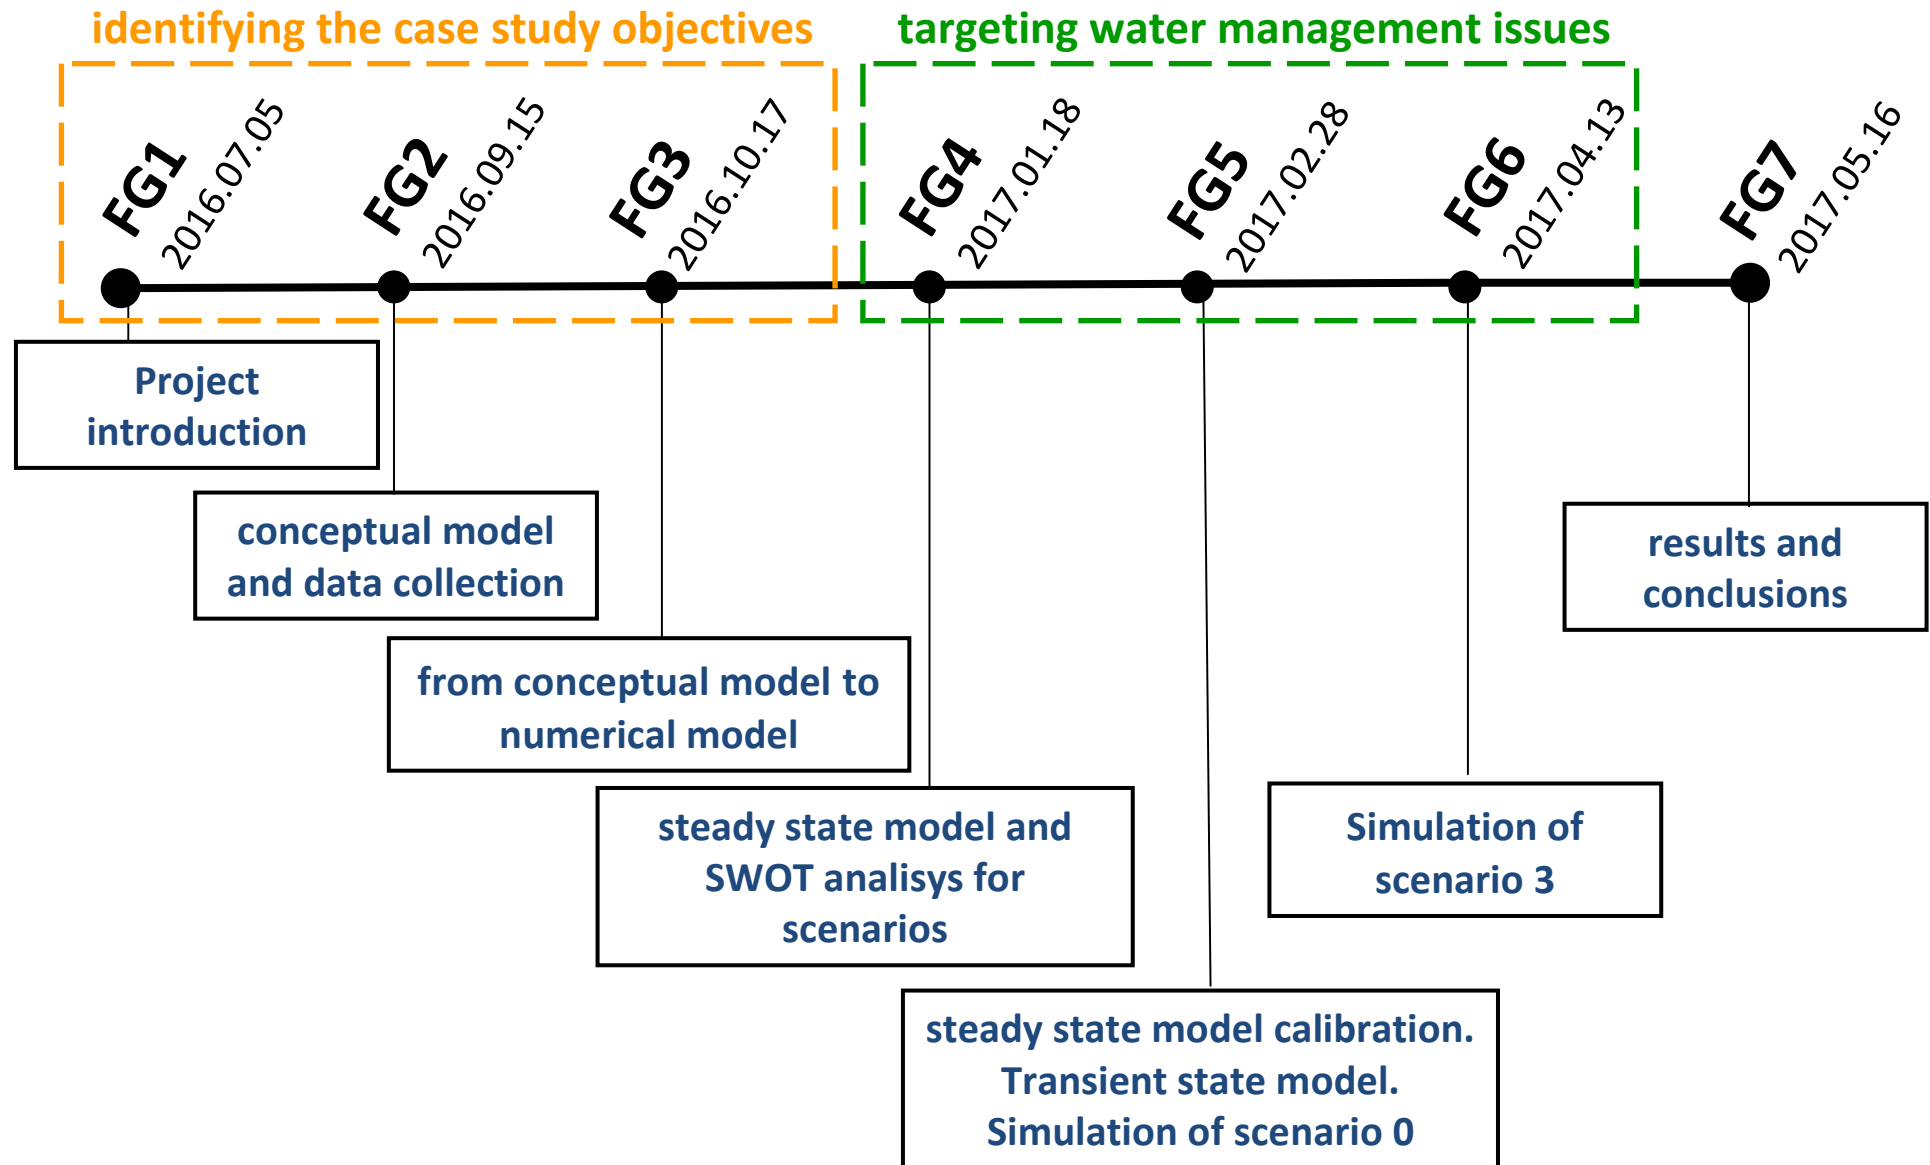 identifying the case study objectives
targeting water management issues
FG1
2016.07.05
FG2
2016.09.15
FG3
2016.10.17
FG4
2017.01.18
FG5
2017.02.28
FG6
2017.04.13
FG7
2017.05.16
Project
introduction
conceptual model
and data collection
from conceptual model to
numerical model
steady state model and
SWOT analisys for
scenarios
steady state model calibration.
Transient state model.
Simulation of scenario 0
Simulation of
scenario 3
results and
conclusions